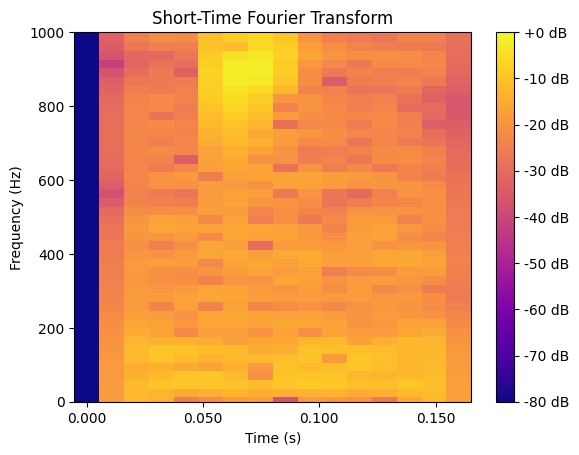 Short-Time Fourier Transform
Frequency (Hz)
1000
800
600
400
200
0
0.000
0.050
0.100
0.150
Time (s)
+0 dB
-10 dB
-20 dB
-30 dB
-40 dB
-50 dB
-60 dB
-70 dB
-80 dB